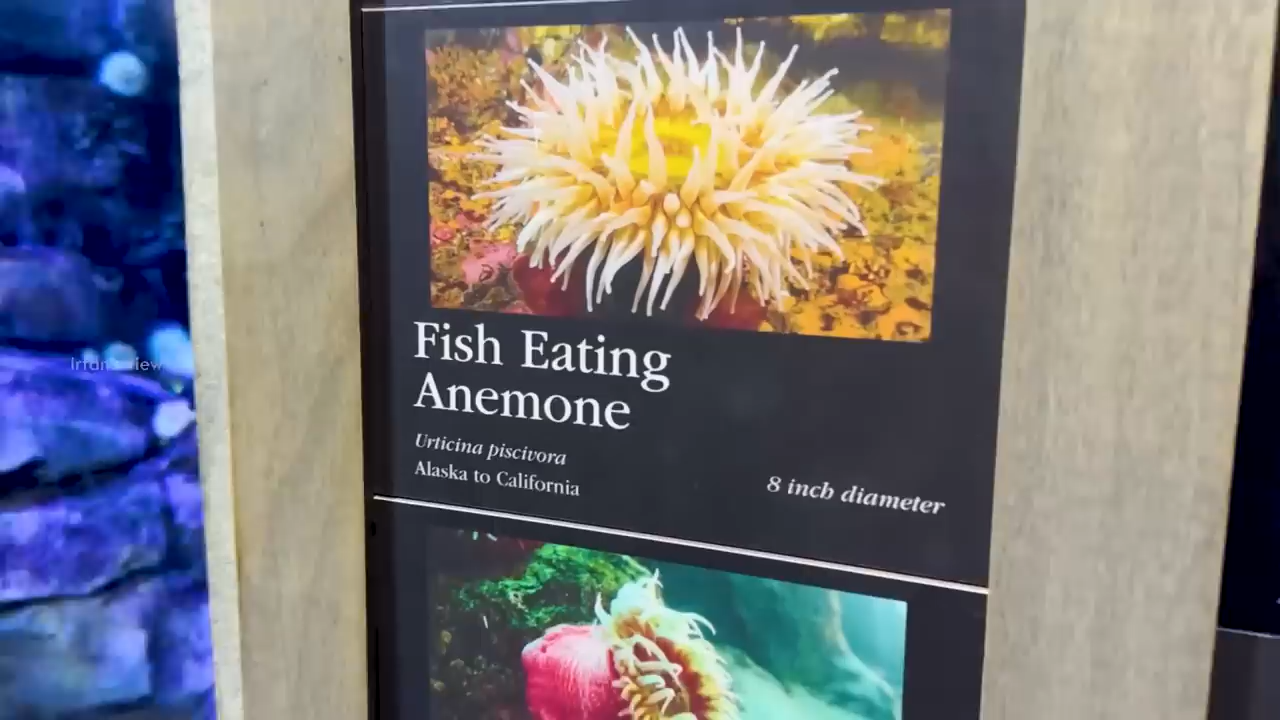 Fish Eating
Anemone
Urticina piscivora
Alaska to California
8 inch diameter